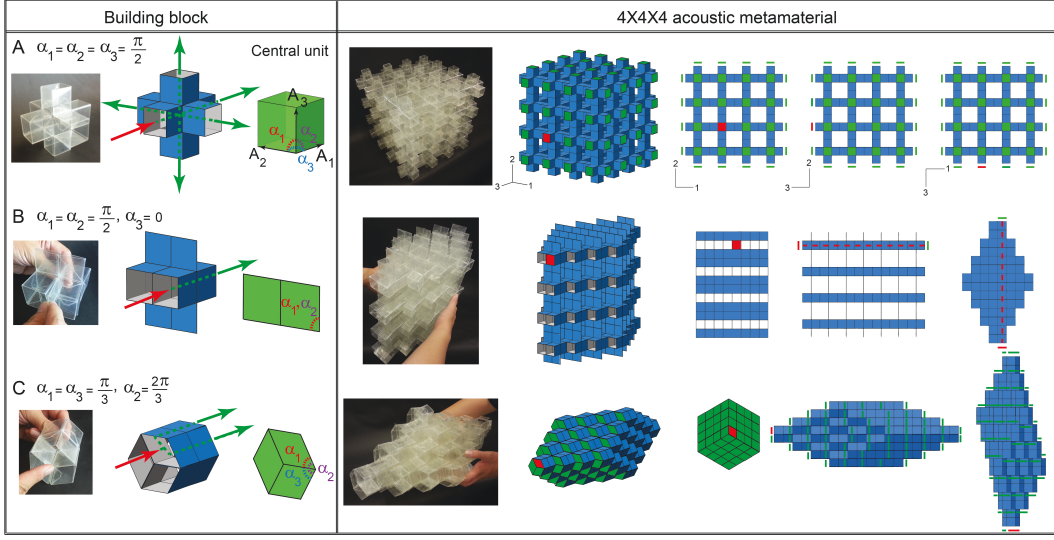 Building block
4X4X4 acoustic metamaterial
A α₁ = α₂ = α₃ = π/2
Central unit
A₃
α₁
α₂
A₂
α₃
A₁
2
3
1
2
1
2
3
1
3
B α₁ = α₂ = π/2, α₃ = 0
α₁, α₂
C α₁ = α₃ = π/3, α₂ = 2π/3
α₁
α₂
α₃